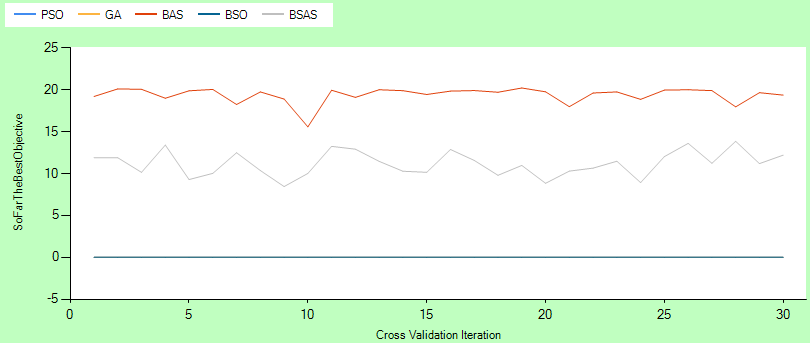 PSO GA BAS BSO BSAS
25
20
15
10
5
0
-5
SoFarTheBestObjective
0 5 10 15 20 25 30
Cross Validation Iteration